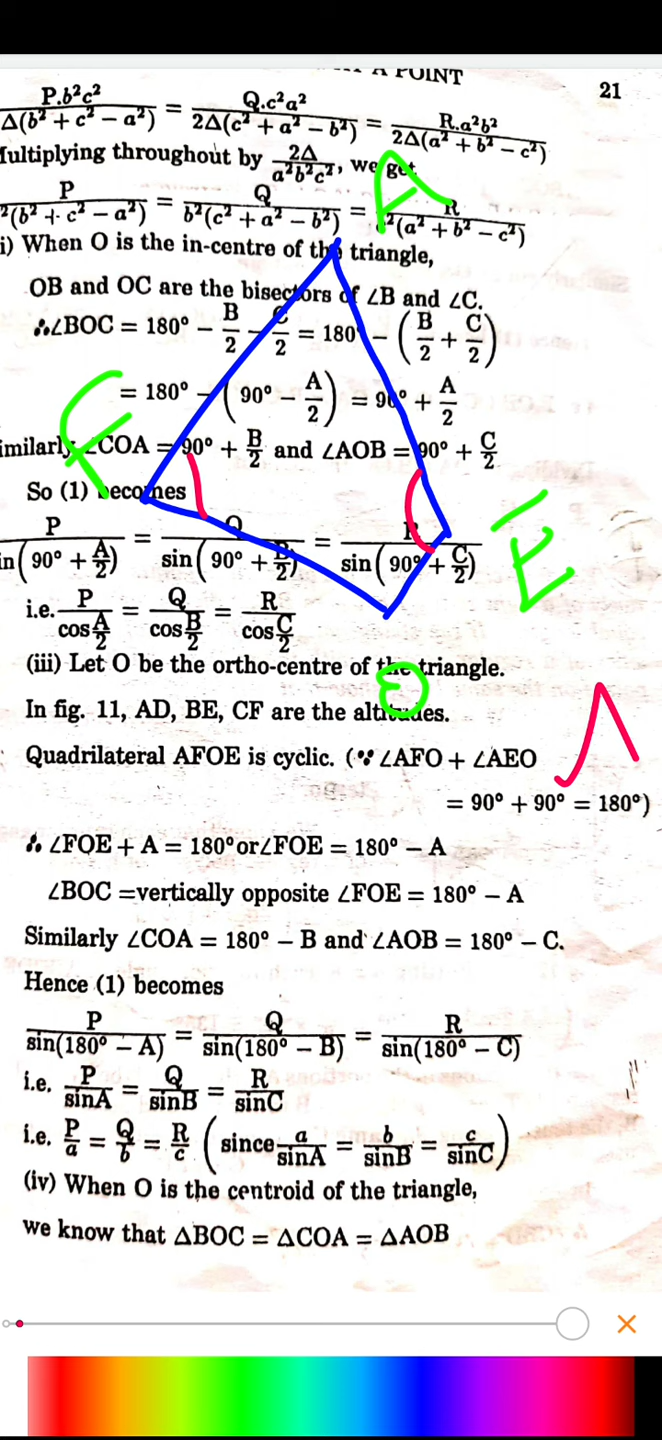 A POINT
21
P.b²c² / Δ(b² + c² − a²) = Q.c²a² / 2Δ(c² + a² − b²) = R.a²b² / 2Δ(a² + b² − c²)
ultiplying throughout by 2Δ / a²b²c², we get
P / ²(b² + c² − a²) = Q / b²(c² + a² − b²) = R / ²(a² + b² − c²)
A
i) When O is the in-centre of the triangle,
OB and OC are the bisectors of ∠B and ∠C.
∴∠BOC = 180° − B/2 − C/2 = 180° − (B/2 + C/2)
= 180° − (90° − A/2) = 90° + A/2
F
imilarly ∠COA = 90° + B/2 and ∠AOB = 90° + C/2
So (1) becomes
P / in(90° + A/2) = Q / sin(90° + B/2) = R / sin(90° + C/2)
E
i.e. P / cos A/2 = Q / cos B/2 = R / cos C/2
(iii) Let O be the ortho-centre of the triangle.
O
In fig. 11, AD, BE, CF are the altitudes.
Quadrilateral AFOE is cyclic. (∵ ∠AFO + ∠AEO
= 90° + 90° = 180°)
∴ ∠FOE + A = 180° or ∠FOE = 180° − A
∠BOC =vertically opposite ∠FOE = 180° − A
Similarly ∠COA = 180° − B and ∠AOB = 180° − C.
Hence (1) becomes
P / sin(180° − A) = Q / sin(180° − B) = R / sin(180° − C)
i.e. P / sinA = Q / sinB = R / sinC
i.e. P/a = Q/b = R/c (since a / sinA = b / sinB = c / sinC)
(iv) When O is the centroid of the triangle,
we know that ΔBOC = ΔCOA = ΔAOB